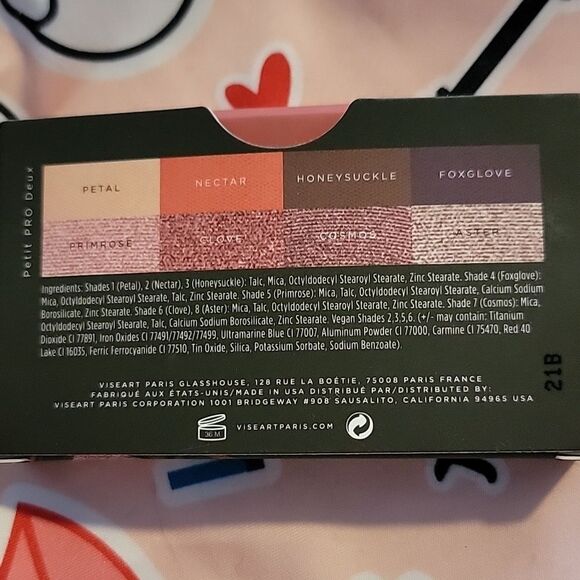 Petit PRO Deux
PETAL
NECTAR
HONEYSUCKLE
FOXGLOVE
PRIMROSE
CLOVE
COSMOS
ASTER
Ingredients: Shades 1 (Petal), 2 (Nectar), 3 (Honeysuckle): Talc, Mica, Octyldodecyl Stearoyl Stearate, Zinc Stearate. Shade 4 (Foxglove):
Mica, Octyldodecyl Stearoyl Stearate, Talc, Zinc Stearate. Shade 5 (Primrose): Mica, Talc, Octyldodecyl Stearoyl Stearate, Calcium Sodium
Borosilicate, Zinc Stearate. Shade 6 (Clove), 8 (Aster): Mica, Talc, Octyldodecyl Stearoyl Stearate, Zinc Stearate. Shade 7 (Cosmos): Mica,
Octyldodecyl Stearoyl Stearate, Talc, Calcium Sodium Borosilicate, Zinc Stearate. Vegan Shades 2,3,5,6. (+/- may contain: Titanium
Dioxide CI 77891, Iron Oxides CI 77491/77492/77499, Ultramarine Blue CI 77007, Aluminum Powder CI 77000, Carmine CI 75470, Red 40
Lake CI 16035, Ferric Ferrocyanide CI 77510, Tin Oxide, Silica, Potassium Sorbate, Sodium Benzoate).
21B
VISEART PARIS GLASSHOUSE, 128 RUE LA BOÉTIE, 75008 PARIS FRANCE
FABRIQUÉ AUX ÉTATS-UNIS/MADE IN USA DISTRIBUÉ PAR/DISTRIBUTED BY:
VISEART PARIS CORPORATION 1001 BRIDGEWAY #908 SAUSALITO, CALIFORNIA 94965 USA
VISEARTPARIS.COM